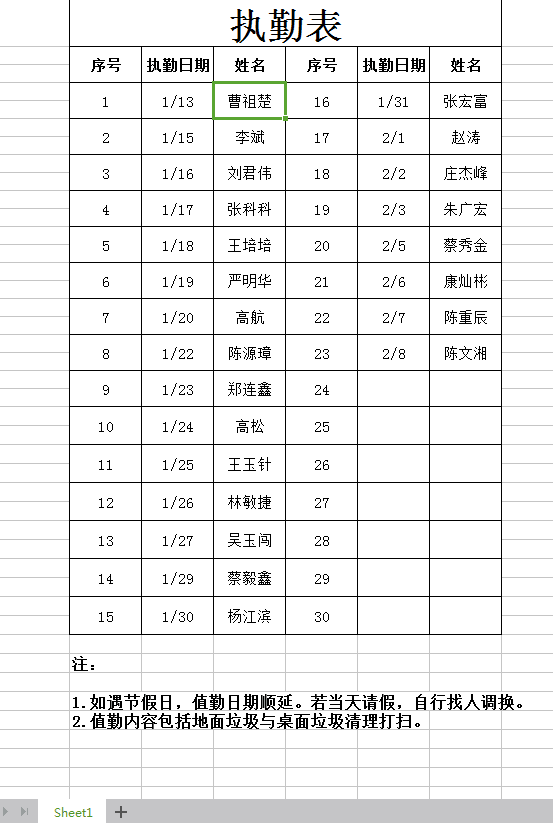 执勤表
序号 执勤日期 姓名 序号 执勤日期 姓名
1 1/13 曹祖楚 16 1/31 张宏富
2 1/15 李斌 17 2/1 赵涛
3 1/16 刘君伟 18 2/2 庄杰峰
4 1/17 张科科 19 2/3 朱广宏
5 1/18 王培培 20 2/5 蔡秀金
6 1/19 严明华 21 2/6 康灿彬
7 1/20 高航 22 2/7 陈重辰
8 1/22 陈源璋 23 2/8 陈文湘
9 1/23 郑连鑫 24
10 1/24 高松 25
11 1/25 王玉针 26
12 1/26 林敏捷 27
13 1/27 吴玉闯 28
14 1/29 蔡毅鑫 29
15 1/30 杨江滨 30
注：
1.如遇节假日，值勤日期顺延。若当天请假，自行找人调换。
2.值勤内容包括地面垃圾与桌面垃圾清理打扫。
Sheet1